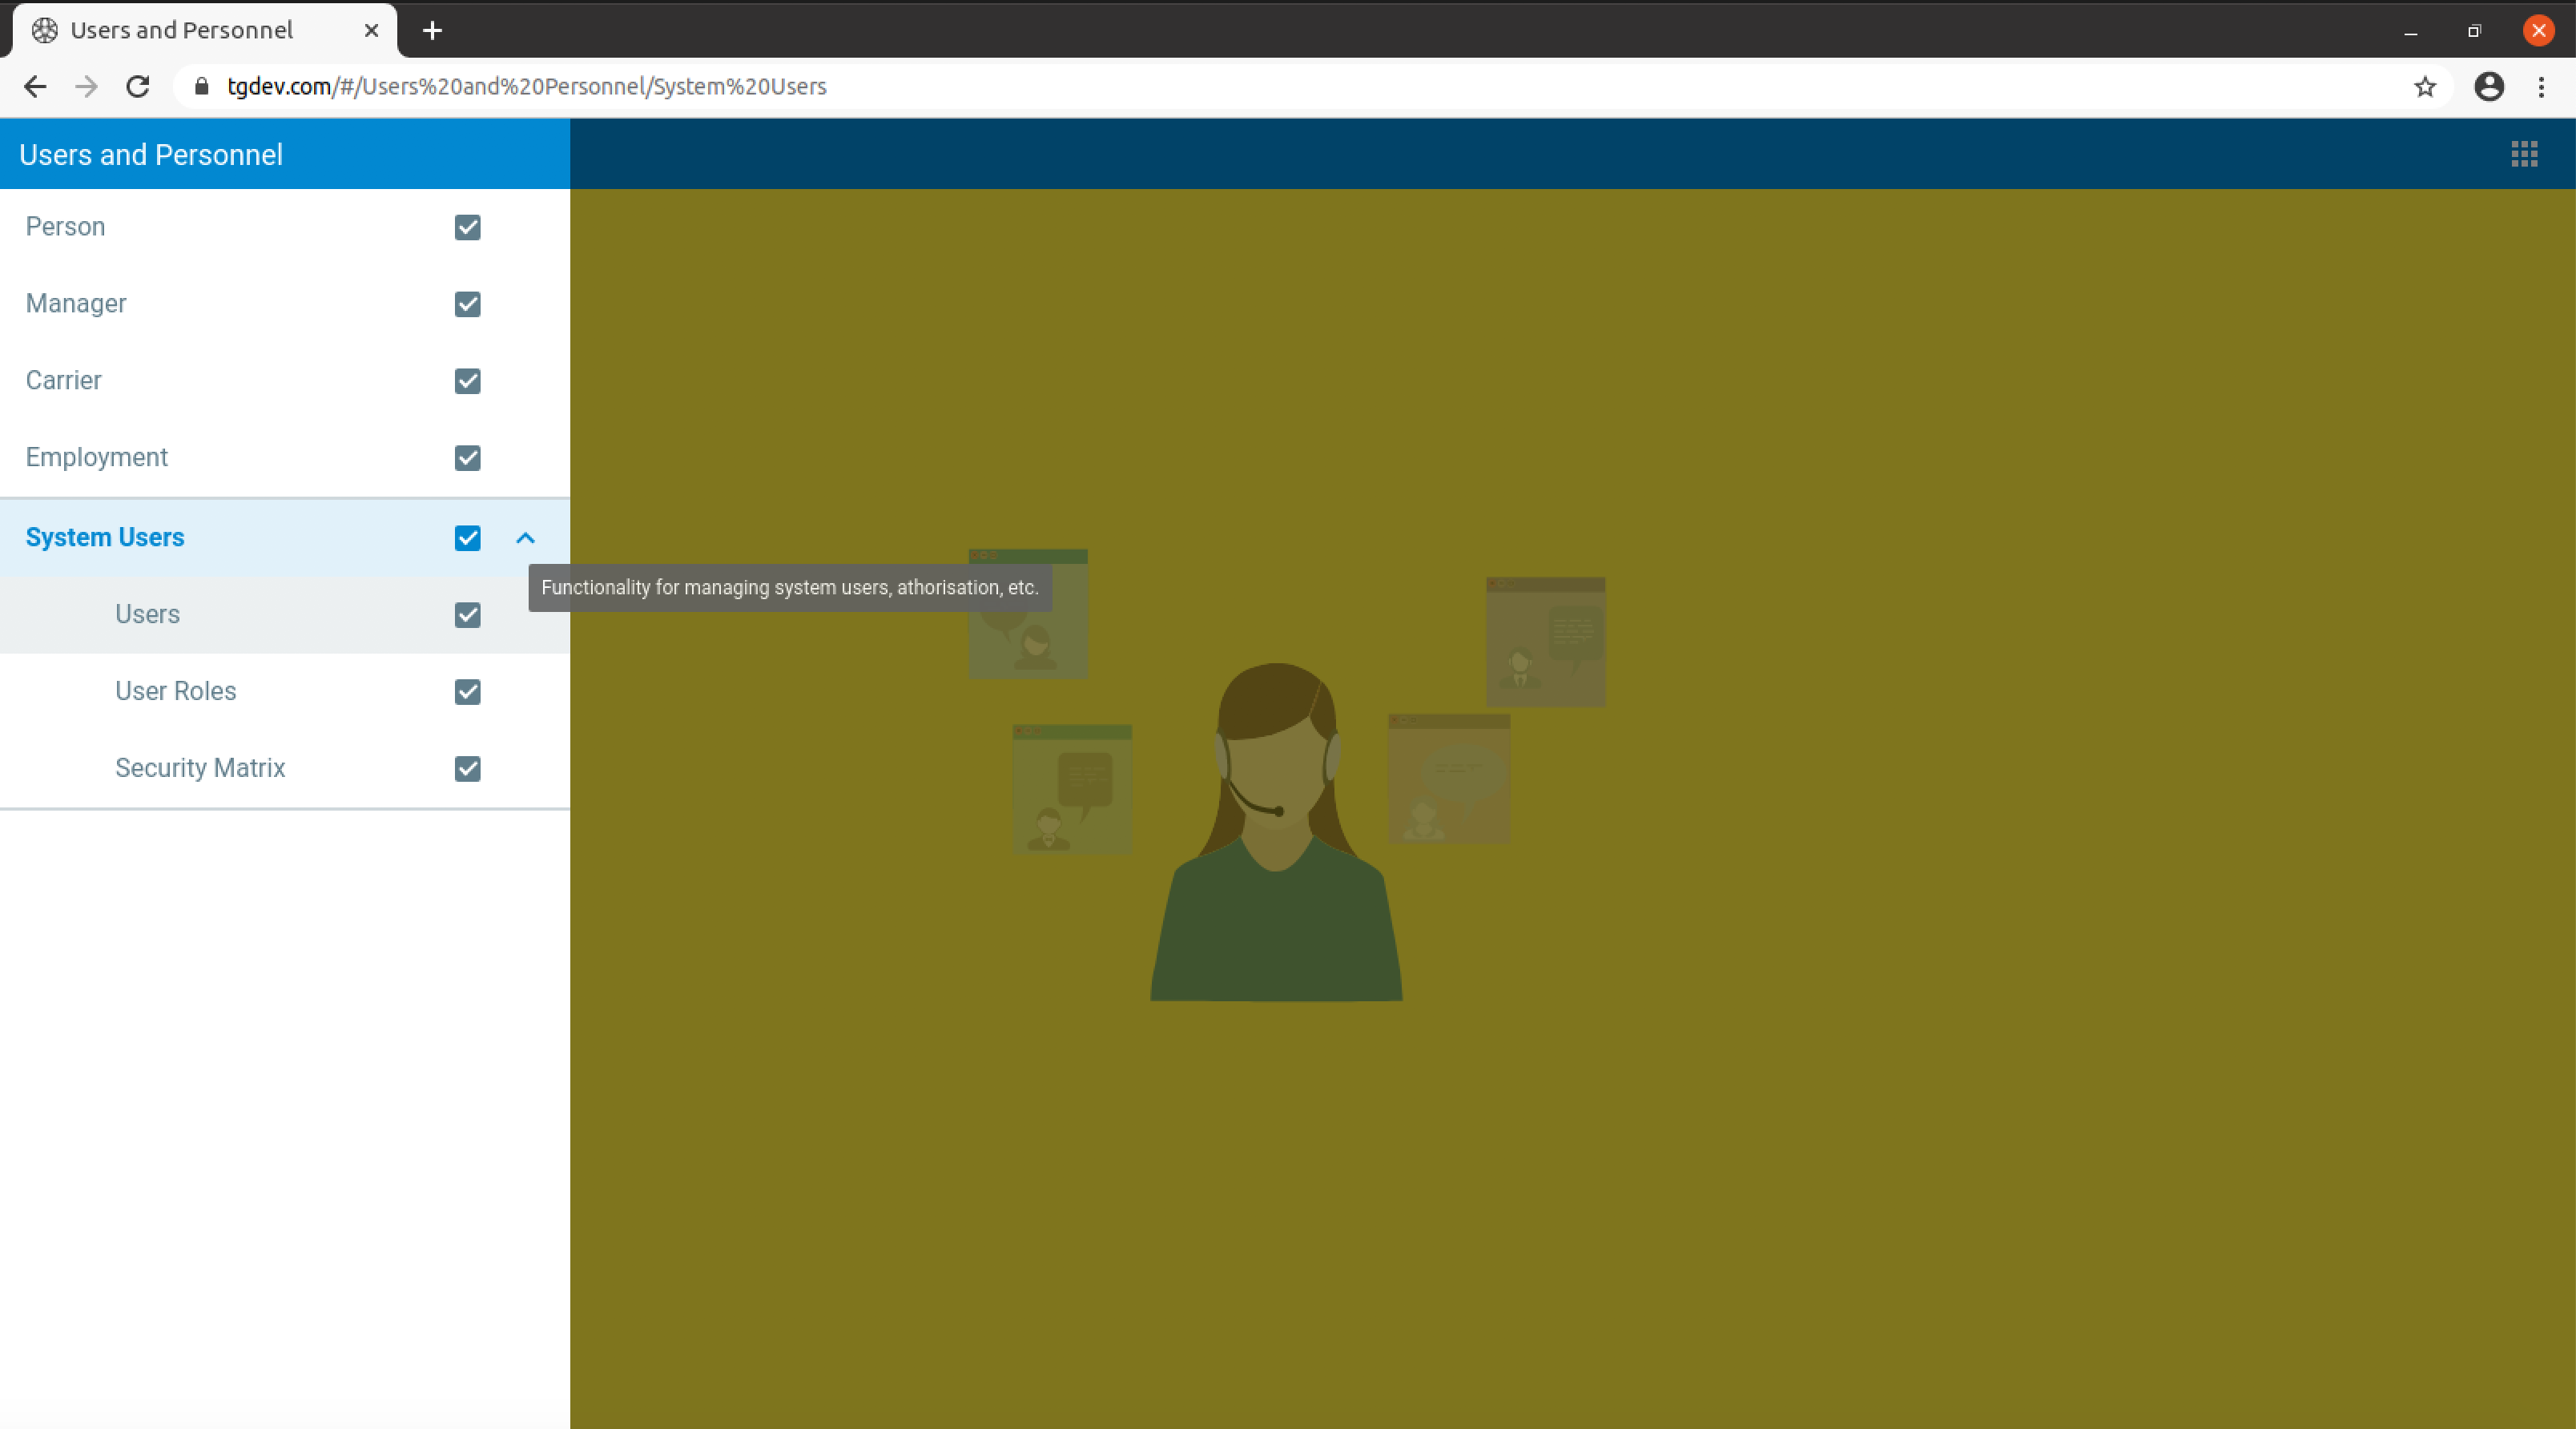 Users and Personnel
tgdev.com/#/Users%20and%20Personnel/System%20Users
Users and Personnel
Person
Manager
Carrier
Employment
System Users
Functionality for managing system users, athorisation, etc.
Users
User Roles
Security Matrix